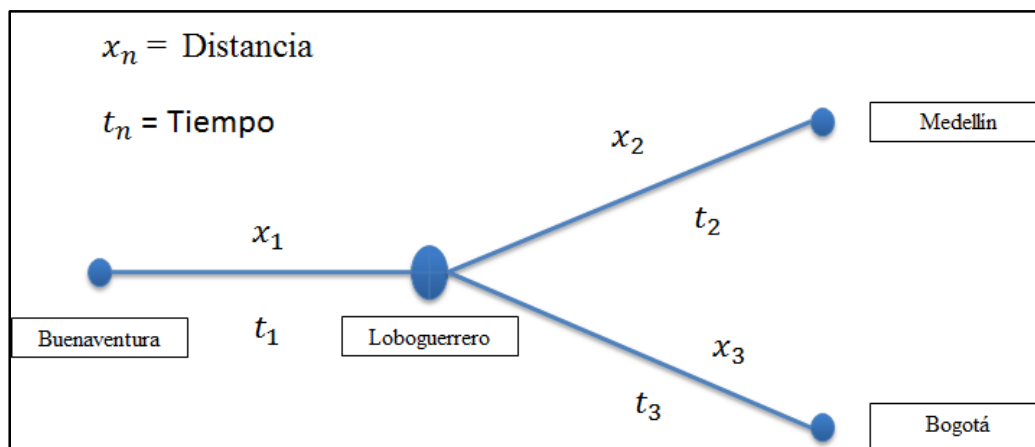 xₙ = Distancia
tₙ = Tiempo
Medellín
x₂
t₂
x₁
Buenaventura
t₁
Loboguerrero
x₃
t₃
Bogotá